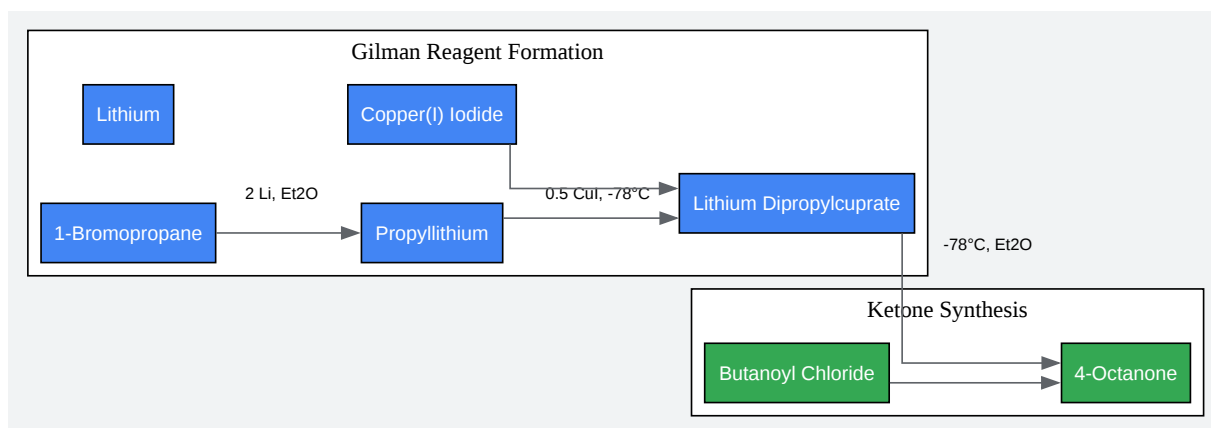 Gilman Reagent Formation
Lithium
Copper(I) Iodide
2 Li, Et2O
0.5 CuI, -78°C
1-Bromopropane
Propyllithium
Lithium Dipropylcuprate
-78°C, Et2O
Ketone Synthesis
Butanoyl Chloride
4-Octanone